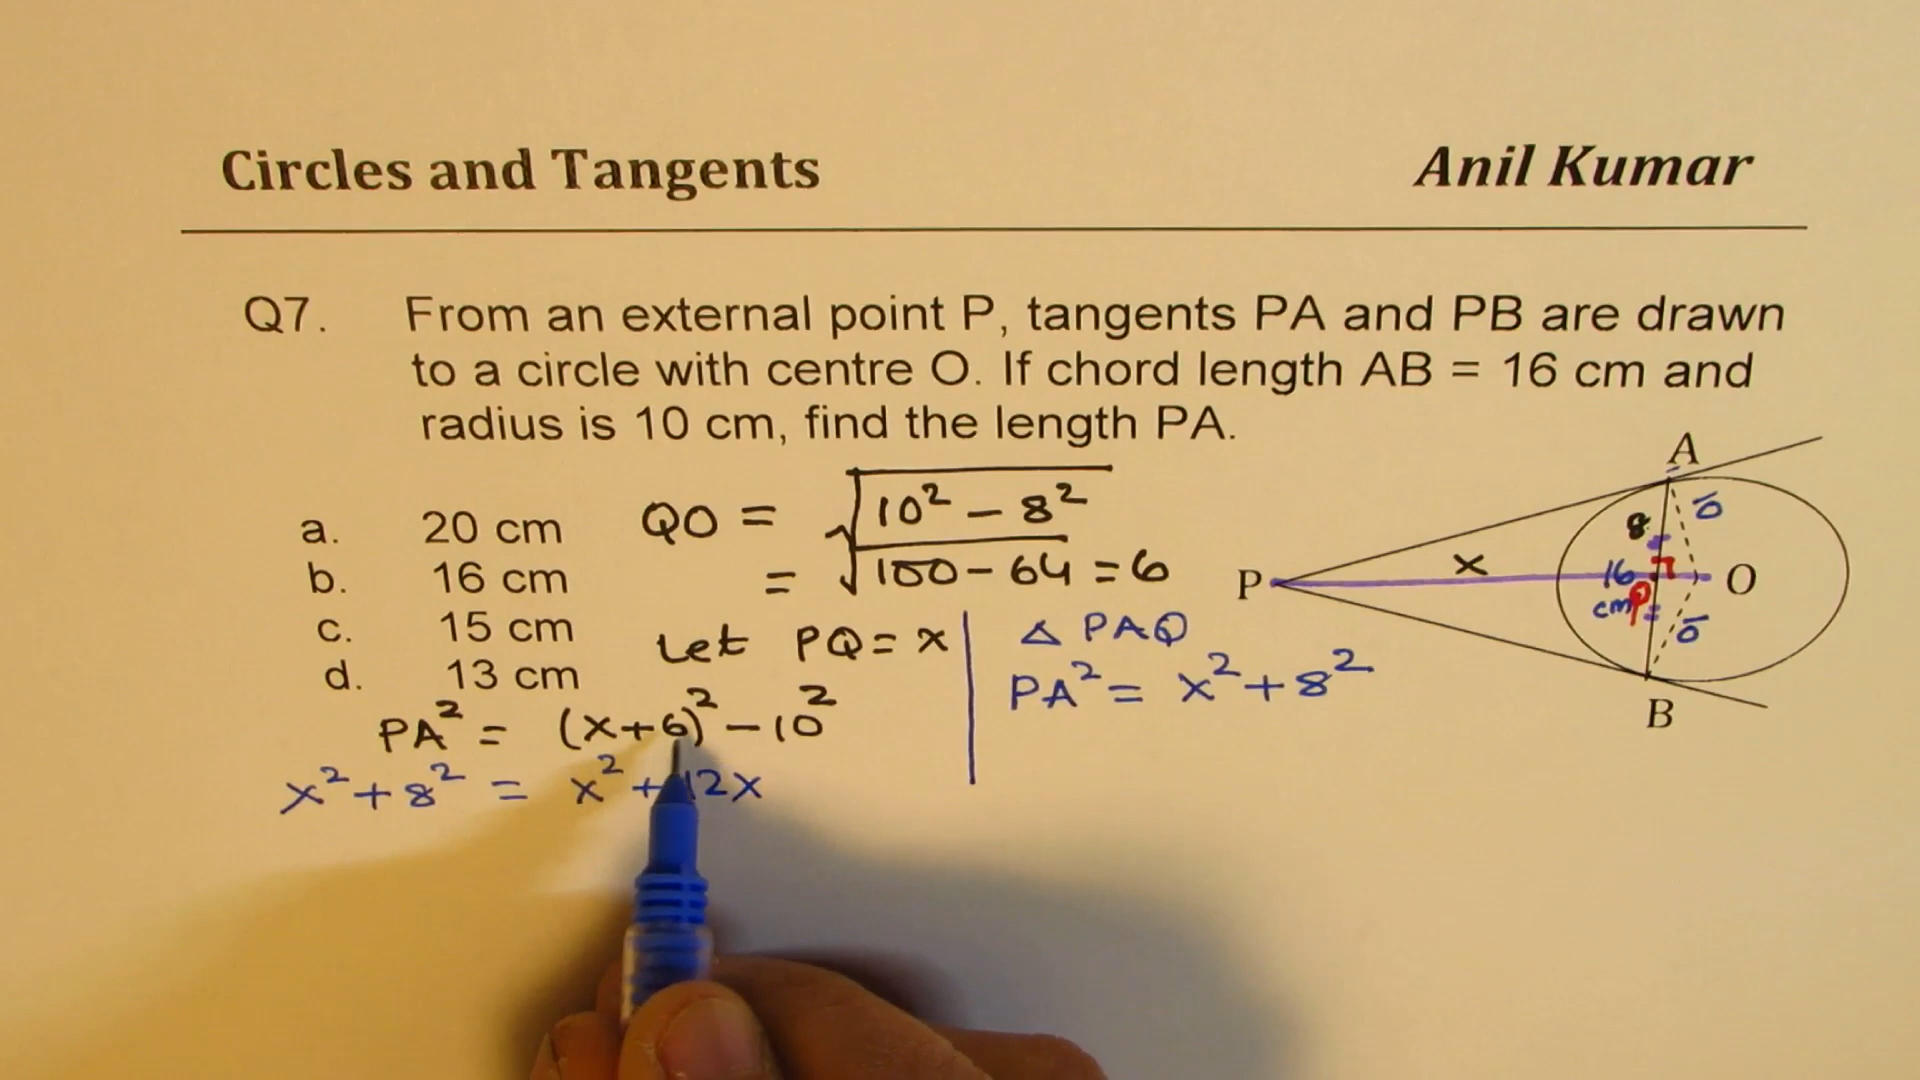 Circles and Tangents Anil Kumar
Q7. From an external point P, tangents PA and PB are drawn
to a circle with centre O. If chord length AB = 16 cm and
radius is 10 cm, find the length PA.
a. 20 cm
b. 16 cm
c. 15 cm
d. 13 cm
QO = √(10² − 8²)
= √(100 − 64) = 6
Let PQ = x
PA² = (x+6)² − 10²
x² + 8² = x² + 12x
△ PAQ
PA² = x² + 8²
A
8
10
P
x
16
cm
Q
O
10
B